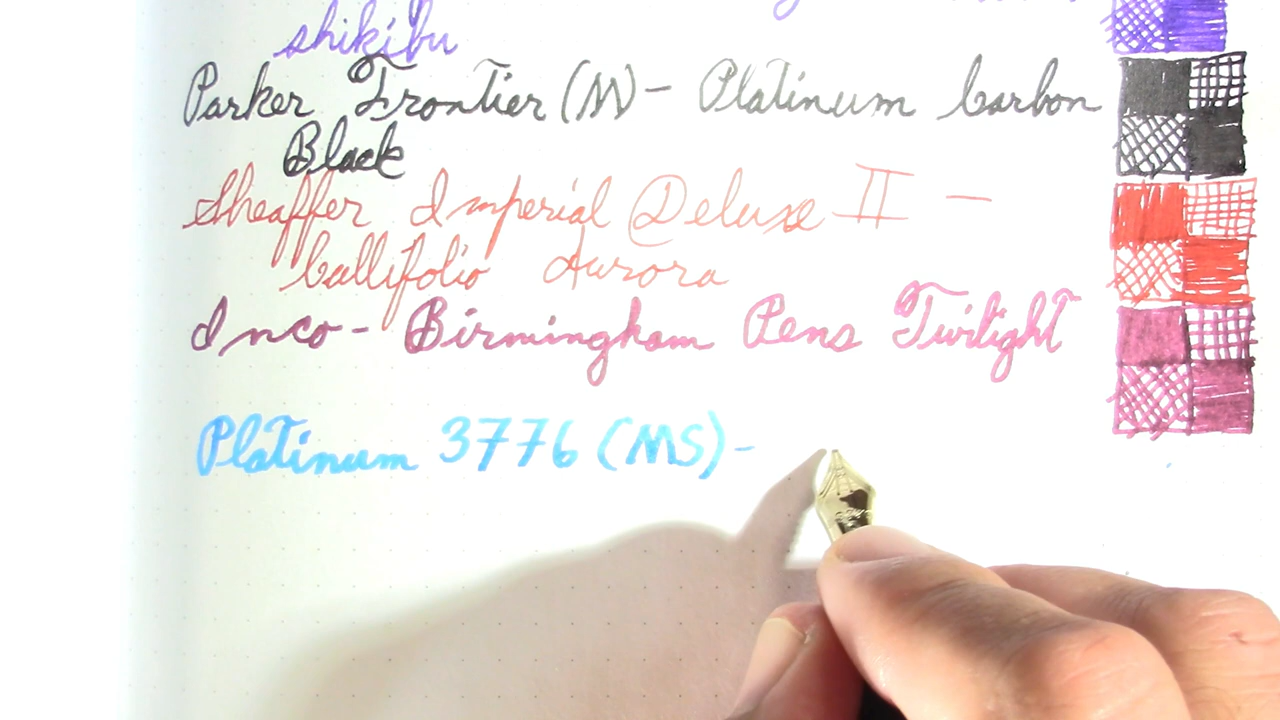 shikibu
Parker Frontier (M) - Platinum Carbon
Black
Sheaffer Imperial Deluxe II -
Callifolio Aurora
Inco - Birmingham Pens Twilight
Platinum 3776 (MS) -